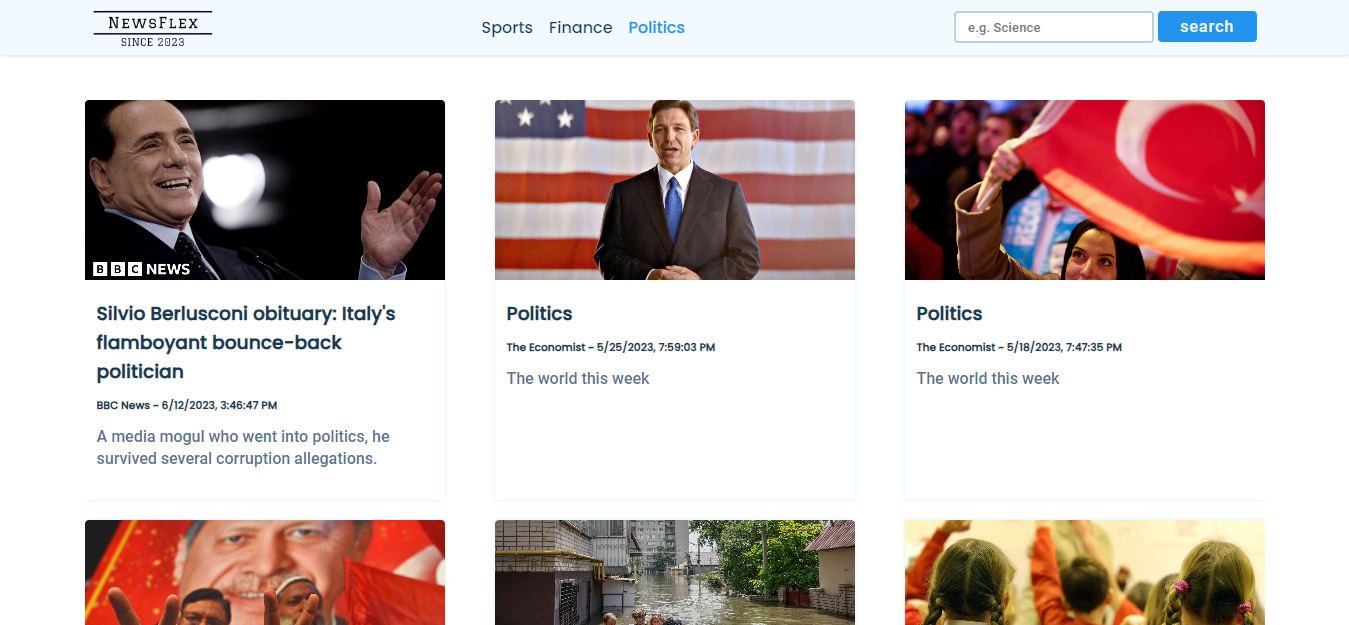 NewsFlex
SINCE 2023
Sports Finance Politics
e.g. Science
search
BBC NEWS
Silvio Berlusconi obituary: Italy's
flamboyant bounce-back
politician
BBC News ~ 6/12/2023, 3:46:47 PM
A media mogul who went into politics, he
survived several corruption allegations.
Politics
The Economist ~ 5/25/2023, 7:59:03 PM
The world this week
Politics
The Economist ~ 5/18/2023, 7:47:35 PM
The world this week